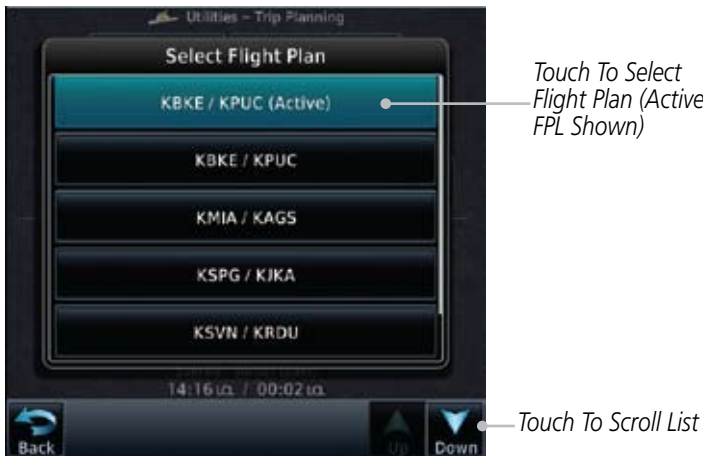 Utilities – Trip Planning
Select Flight Plan
KBKE / KPUC (Active)
KBKE / KPUC
KMIA / KAGS
KSPG / KJKA
KSVN / KRDU
14:16 / 00:02
Back
Up
Down
Touch To Select
Flight Plan (Active
FPL Shown)
Touch To Scroll List